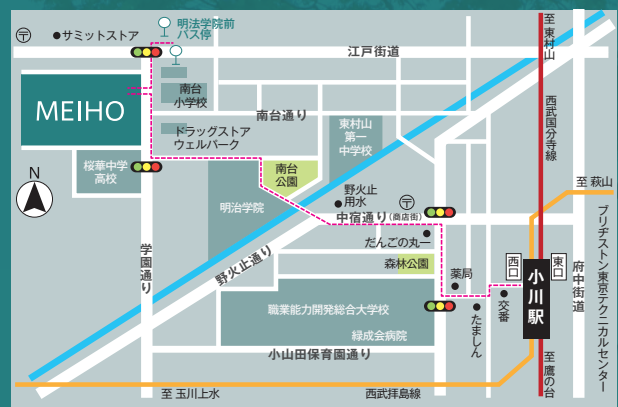 〒
サミットストア
明法学院前
バス停
江戸街道
至 東村山
西武国分寺線
MEIHO
南台
小学校
南台通り
ドラッグストア
ウェルパーク
東村山
第一
中学校
桜華中学
高校
南台
公園
N
明治学院
野火止
用水
〒
中宿通り(商店街)
至 萩山
だんごの丸一
学園通り
野火止通り
森林公園
薬局
西口
東口
小川駅
府中街道
ブリヂストン東京テクニカルセンター
職業能力開発総合大学校
緑成会病院
たましん
交番
小山田保育園通り
至 鷹の台
至 玉川上水
西武拝島線